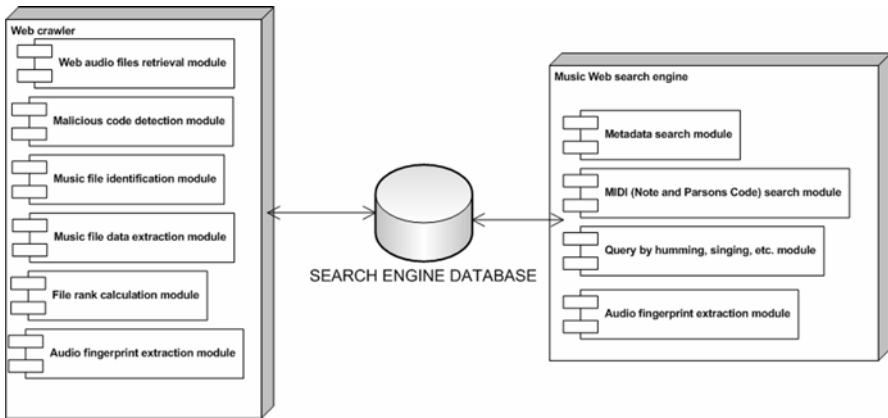 Web crawler
Web audio files retrieval module
Malicious code detection module
Music file identification module
Music file data extraction module
File rank calculation module
Audio fingerprint extraction module
SEARCH ENGINE DATABASE
Music Web search engine
Metadata search module
MIDI (Note and Parsons Code) search module
Query by humming, singing, etc. module
Audio fingerprint extraction module